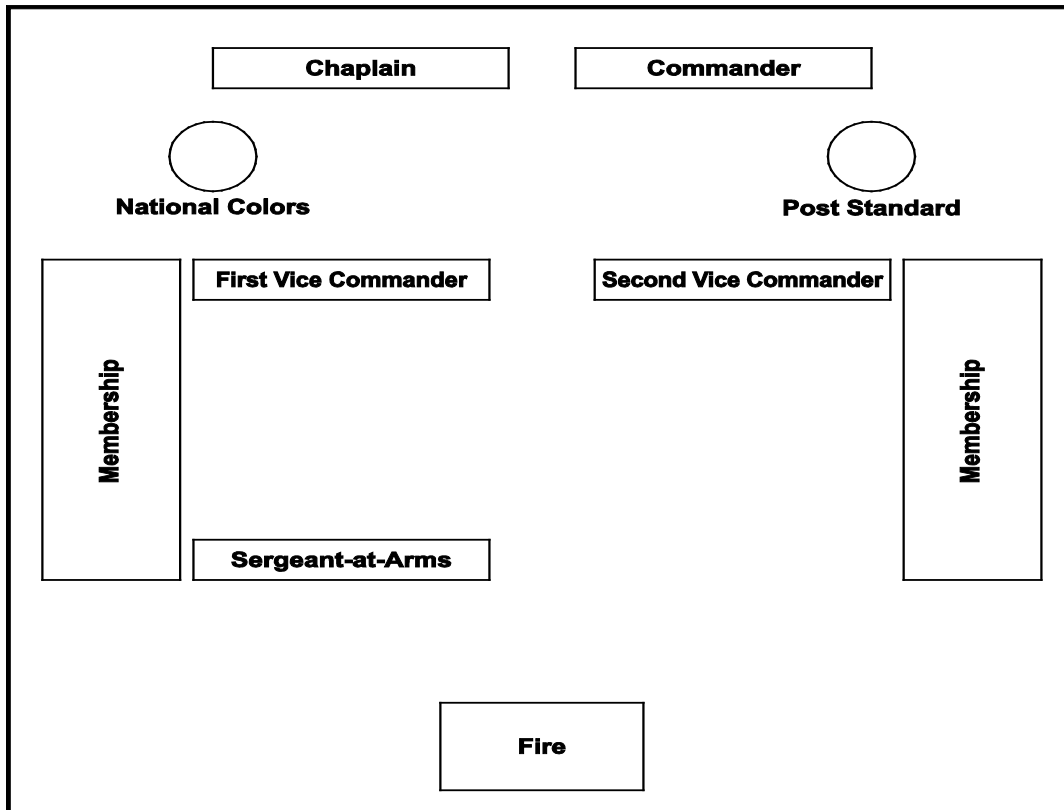 Chaplain
Commander
National Colors
Post Standard
First Vice Commander
Second Vice Commander
Membership
Membership
Sergeant-at-Arms
Fire